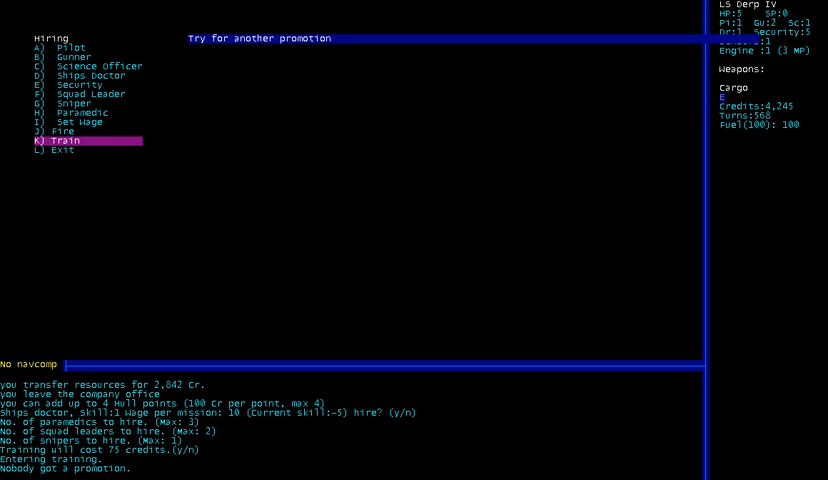 Hiring
A) Pilot
B) Gunner
C) Science Officer
D) Ships Doctor
E) Security
F) Squad Leader
G) Sniper
H) Paramedic
I) Set Wage
J) Fire
K) Train
L) Exit
Try for another promotion
LS Derp IV
HP:5 SP:0
Pi:1 Gu:2 Sc:1
Dr:1 Security:5
:1
Engine :1 (3 MP)
Weapons:
Cargo
E
Credits:4,245
Turns:568
Fuel(100): 100
No navcomp
you transfer resources for 2,842 Cr.
you leave the company office
you can add up to 4 Hull points (100 Cr per point, max 4)
Ships doctor, Skill:1 Wage per mission: 10 (Current skill:-5) hire? (y/n)
No. of paramedics to hire. (Max: 3)
No. of squad leaders to hire. (Max: 2)
No. of snipers to hire. (Max: 1)
Training will cost 75 credits.(y/n)
Entering training.
Nobody got a promotion.